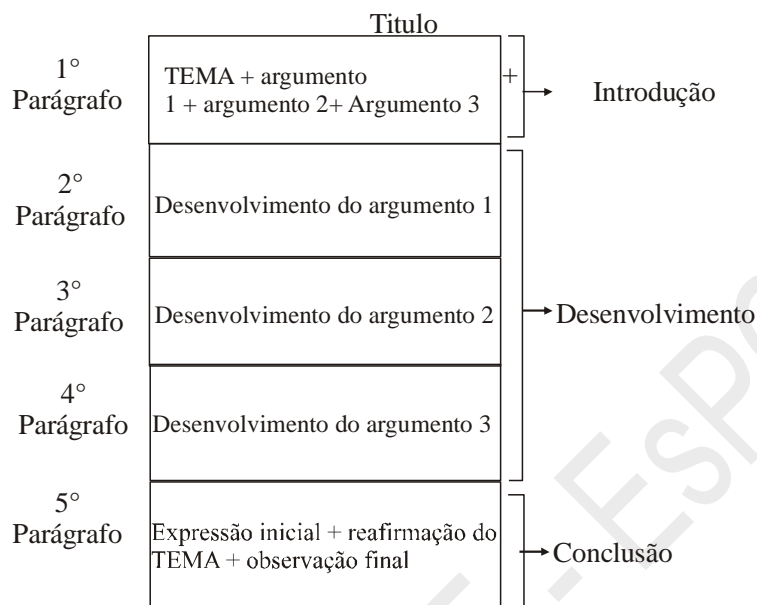 Titulo
1°
Parágrafo
TEMA + argumento +
1 + argumento 2+ Argumento 3
Introdução
2°
Parágrafo
Desenvolvimento do argumento 1
3°
Parágrafo
Desenvolvimento do argumento 2
Desenvolvimento
4°
Parágrafo
Desenvolvimento do argumento 3
5°
Parágrafo
Expressão inicial + reafirmação do
TEMA + observação final
Conclusão